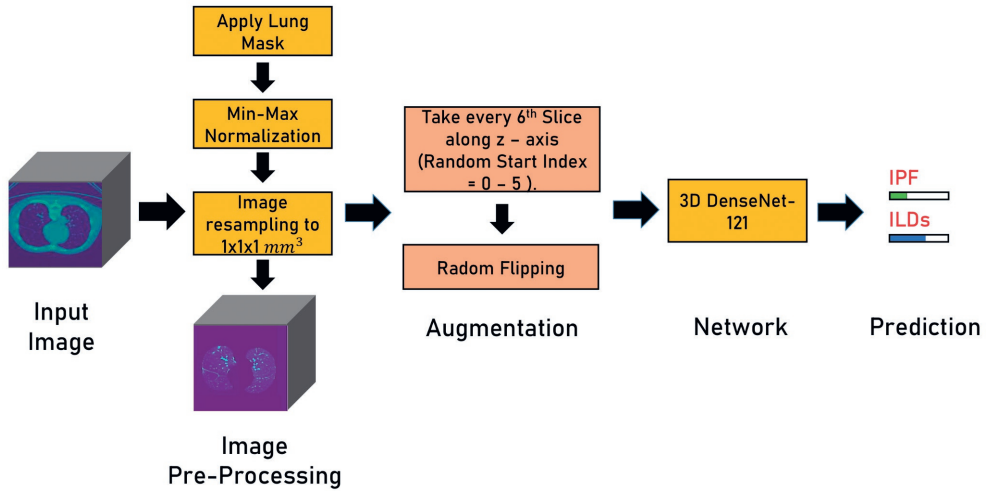 Apply Lung
Mask
Min-Max
Normalization
Image
resampling to
1x1x1 mm³
Input
Image
Image
Pre-Processing
Take every 6th Slice
along z – axis
(Random Start Index
= 0 – 5 ).
Radom Flipping
Augmentation
3D DenseNet-
121
Network
IPF
ILDs
Prediction